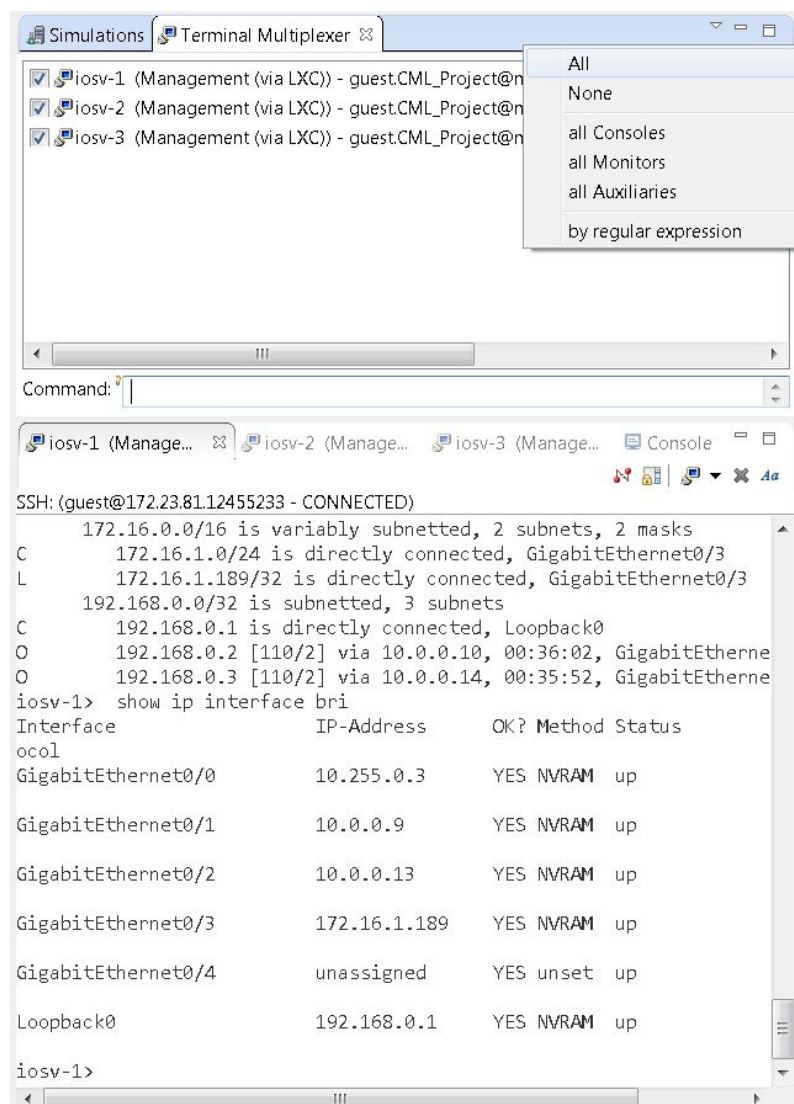 Simulations Terminal Multiplexer
iosv-1 (Management (via LXC)) - guest.CML_Project@
iosv-2 (Management (via LXC)) - guest.CML_Project@
iosv-3 (Management (via LXC)) - guest.CML_Project@
All
None
all Consoles
all Monitors
all Auxiliaries
by regular expression
Command:
iosv-1 (Manage... iosv-2 (Manage... iosv-3 (Manage... Console
Aa
SSH: (guest@172.23.81.12455233 - CONNECTED)
172.16.0.0/16 is variably subnetted, 2 subnets, 2 masks
C 172.16.1.0/24 is directly connected, GigabitEthernet0/3
L 172.16.1.189/32 is directly connected, GigabitEthernet0/3
192.168.0.0/32 is subnetted, 3 subnets
C 192.168.0.1 is directly connected, Loopback0
O 192.168.0.2 [110/2] via 10.0.0.10, 00:36:02, GigabitEtherne
O 192.168.0.3 [110/2] via 10.0.0.14, 00:35:52, GigabitEtherne
iosv-1> show ip interface bri
Interface IP-Address OK? Method Status
ocol
GigabitEthernet0/0 10.255.0.3 YES NVRAM up
GigabitEthernet0/1 10.0.0.9 YES NVRAM up
GigabitEthernet0/2 10.0.0.13 YES NVRAM up
GigabitEthernet0/3 172.16.1.189 YES NVRAM up
GigabitEthernet0/4 unassigned YES unset up
Loopback0 192.168.0.1 YES NVRAM up
iosv-1>